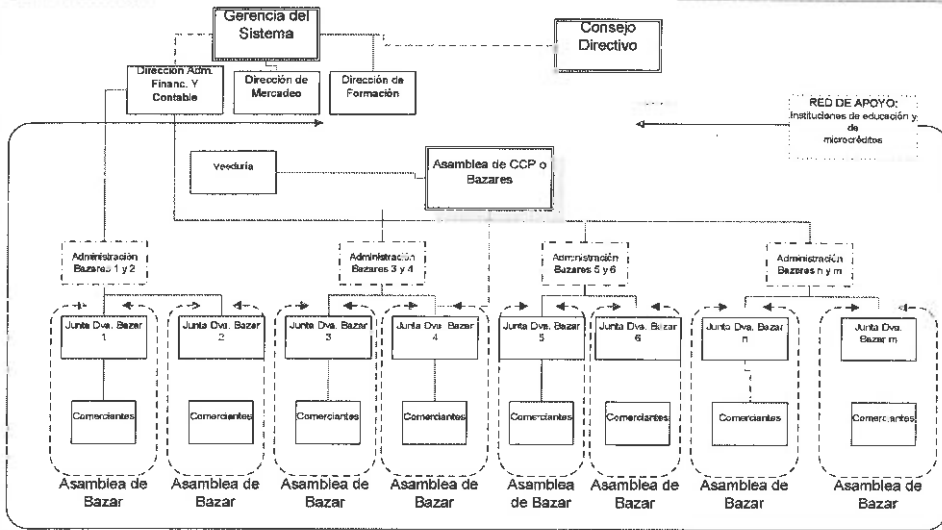 Gerencia del
Sistema
Consejo
Directivo
Dirección Adm.
Financ. Y
Contable
Dirección de
Mercadeo
Dirección de
Formación
RED DE APOYO:
Instituciones de educación y
de
microcréditos
Veeduría
Asamblea de CCP o
Bazares
Administración
Bazares 1 y 2
Administración
Bazares 3 y 4
Administración
Bazares 5 y 6
Administración
Bazares n y m
Junta Dva. Bazar
1
Junta Dva. Bazar
2
Junta Dva. Bazar
3
Junta Dva. Bazar
4
Junta Dva. Bazar
5
Junta Dva. Bazar
6
Junta Dva. Bazar
n
Junta Dva.
Bazar m
Comerciantes
Comerciantes
Comerciantes
Comerciantes
Comerciantes
Comerciantes
Comerciantes
Comerciantes
Asamblea de
Bazar
Asamblea de
Bazar
Asamblea de
Bazar
Asamblea de
Bazar
Asamblea
de Bazar
Asamblea de
Bazar
Asamblea de
Bazar
Asamblea de
Bazar